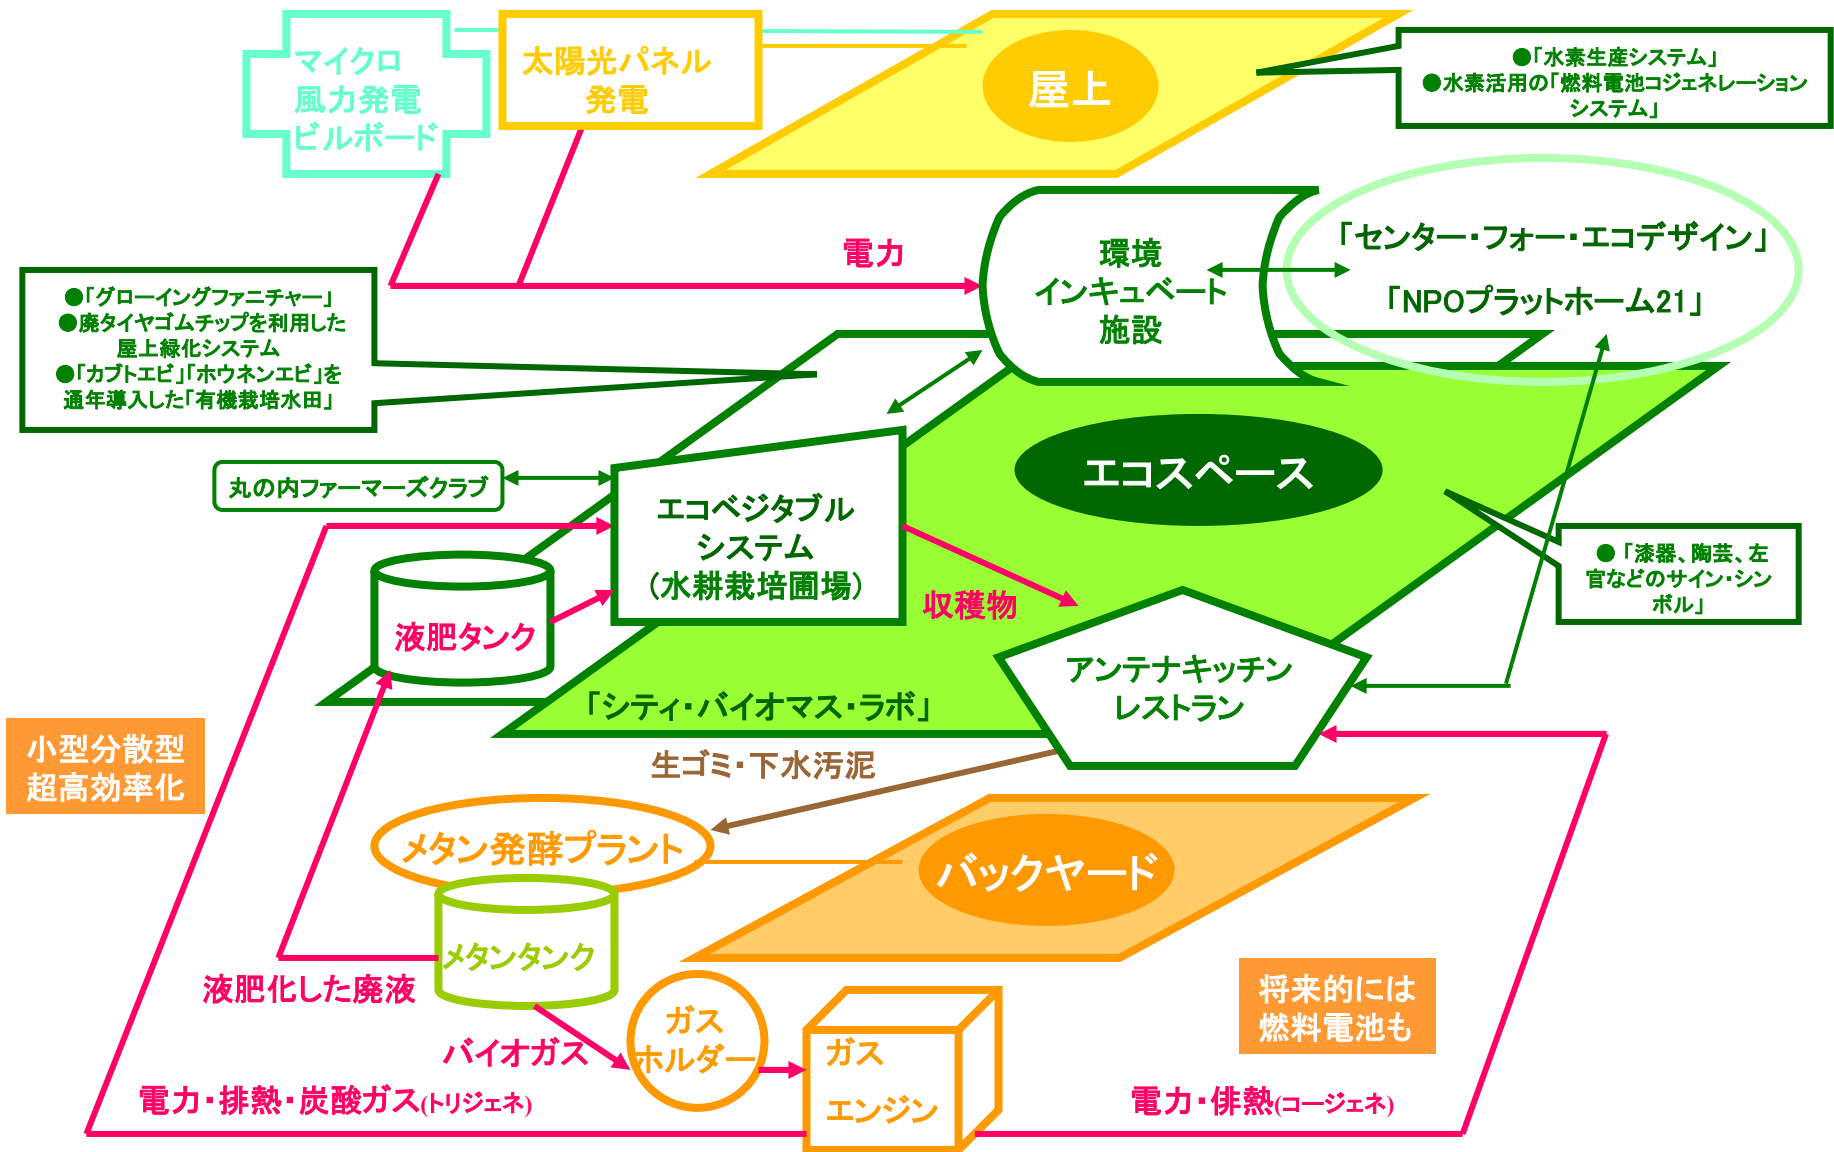 マイクロ
風力発電
ビルボード
太陽光パネル
発電
屋上
●「水素生産システム」
●水素活用の「燃料電池コジェネレーション
システム」
電力
環境
インキュベート
施設
「センター・フォー・エコデザイン」
「NPOプラットホーム21」
●「グローイングファニチャー」
●廃タイヤゴムチップを利用した
屋上緑化システム
●「カブトエビ」「ホウネンエビ」を
通年導入した「有機栽培水田」
エコスペース
丸の内ファーマーズクラブ
エコベジタブル
システム
(水耕栽培圃場)
● 「漆器、陶芸、左
官などのサイン・シン
ボル」
収穫物
液肥タンク
アンテナキッチン
レストラン
「シティ・バイオマス・ラボ」
小型分散型
超高効率化
生ゴミ・下水汚泥
メタン発酵プラント
バックヤード
メタンタンク
液肥化した廃液
将来的には
燃料電池も
ガス
ホルダー
バイオガス
ガス
エンジン
電力・排熱・炭酸ガス(トリジェネ)
電力・俳熱(コージェネ)